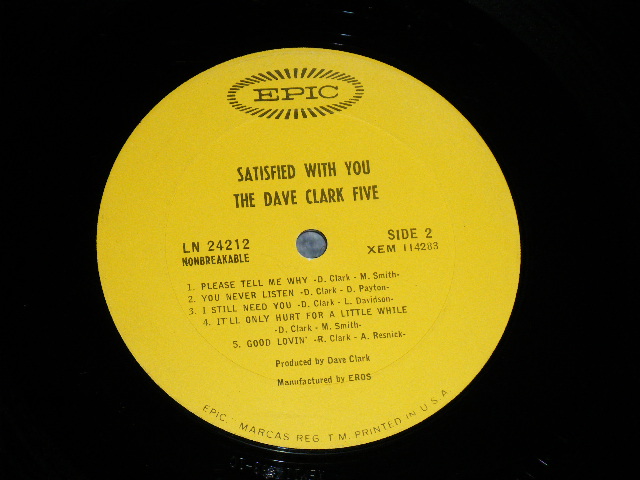 EPIC
SATISFIED WITH YOU
THE DAVE CLARK FIVE
LN 24212
NONBREAKABLE
SIDE 2
XEM 114283
1. PLEASE TELL ME WHY -D. Clark - M. Smith-
2. YOU NEVER LISTEN -D. Clark - D. Payton-
3. I STILL NEED YOU -D. Clark - L. Davidson-
4. IT'LL ONLY HURT FOR A LITTLE WHILE
-D. Clark - M. Smith-
5. GOOD LOVIN' -R. Clark - A. Resnick-
Produced by Dave Clark
Manufactured by EROS
EPIC, MARCAS REG. T.M. PRINTED IN U.S.A.